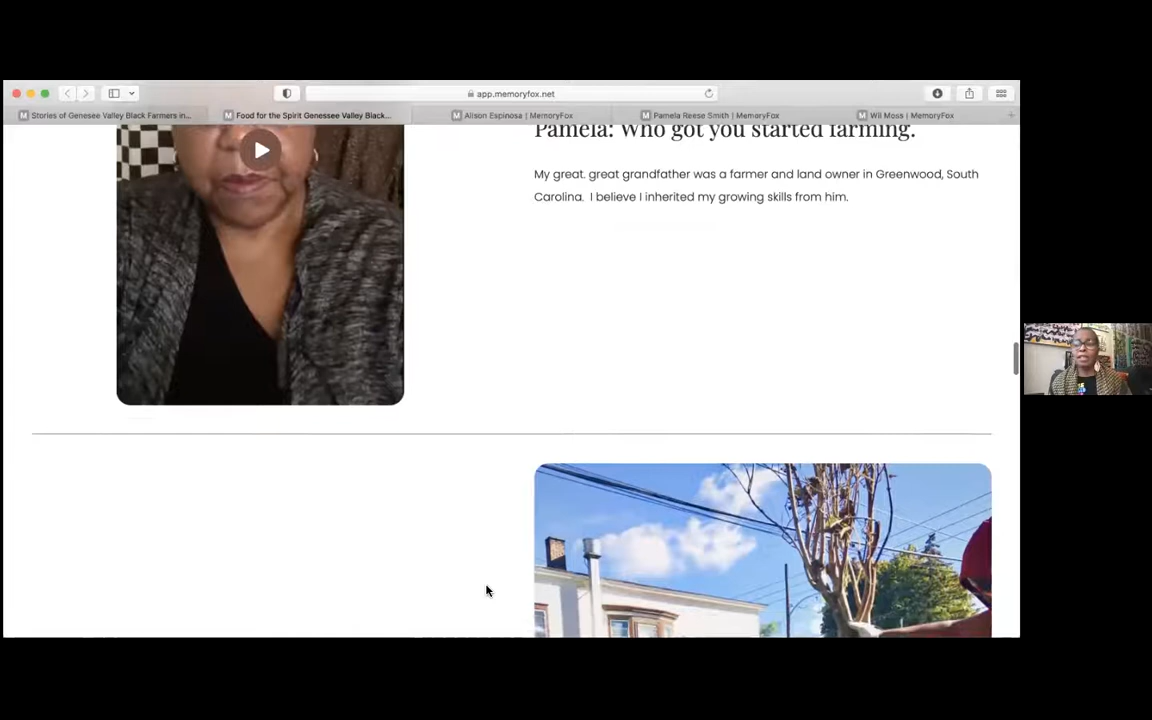 app.memoryfox.net
M Stories of Genesee Valley Black Farmers in...
M Food for the Spirit Genessee Valley Black...
M Alison Espinosa | MemoryFox
M Pamela Reese Smith | MemoryFox
M Wil Moss | MemoryFox
Pamela: Who got you started farming.
My great. great grandfather was a farmer and land owner in Greenwood, South
Carolina. I believe I inherited my growing skills from him.